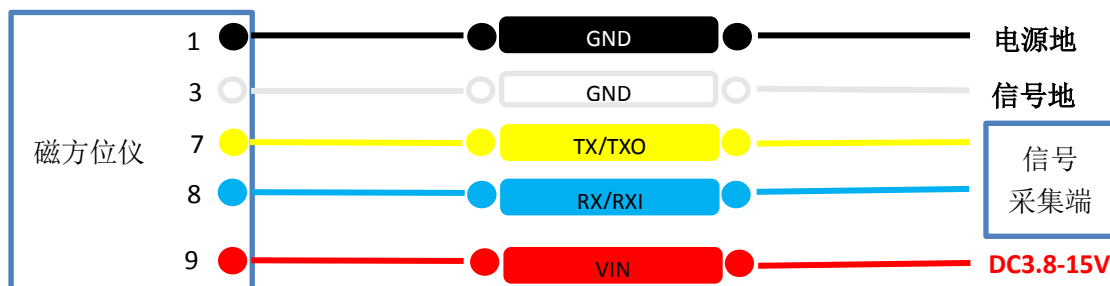 1 GND 电源地
3 GND 信号地
磁方位仪
7 TX/TXO 信号
8 RX/RXI 采集端
9 VIN DC3.8-15V